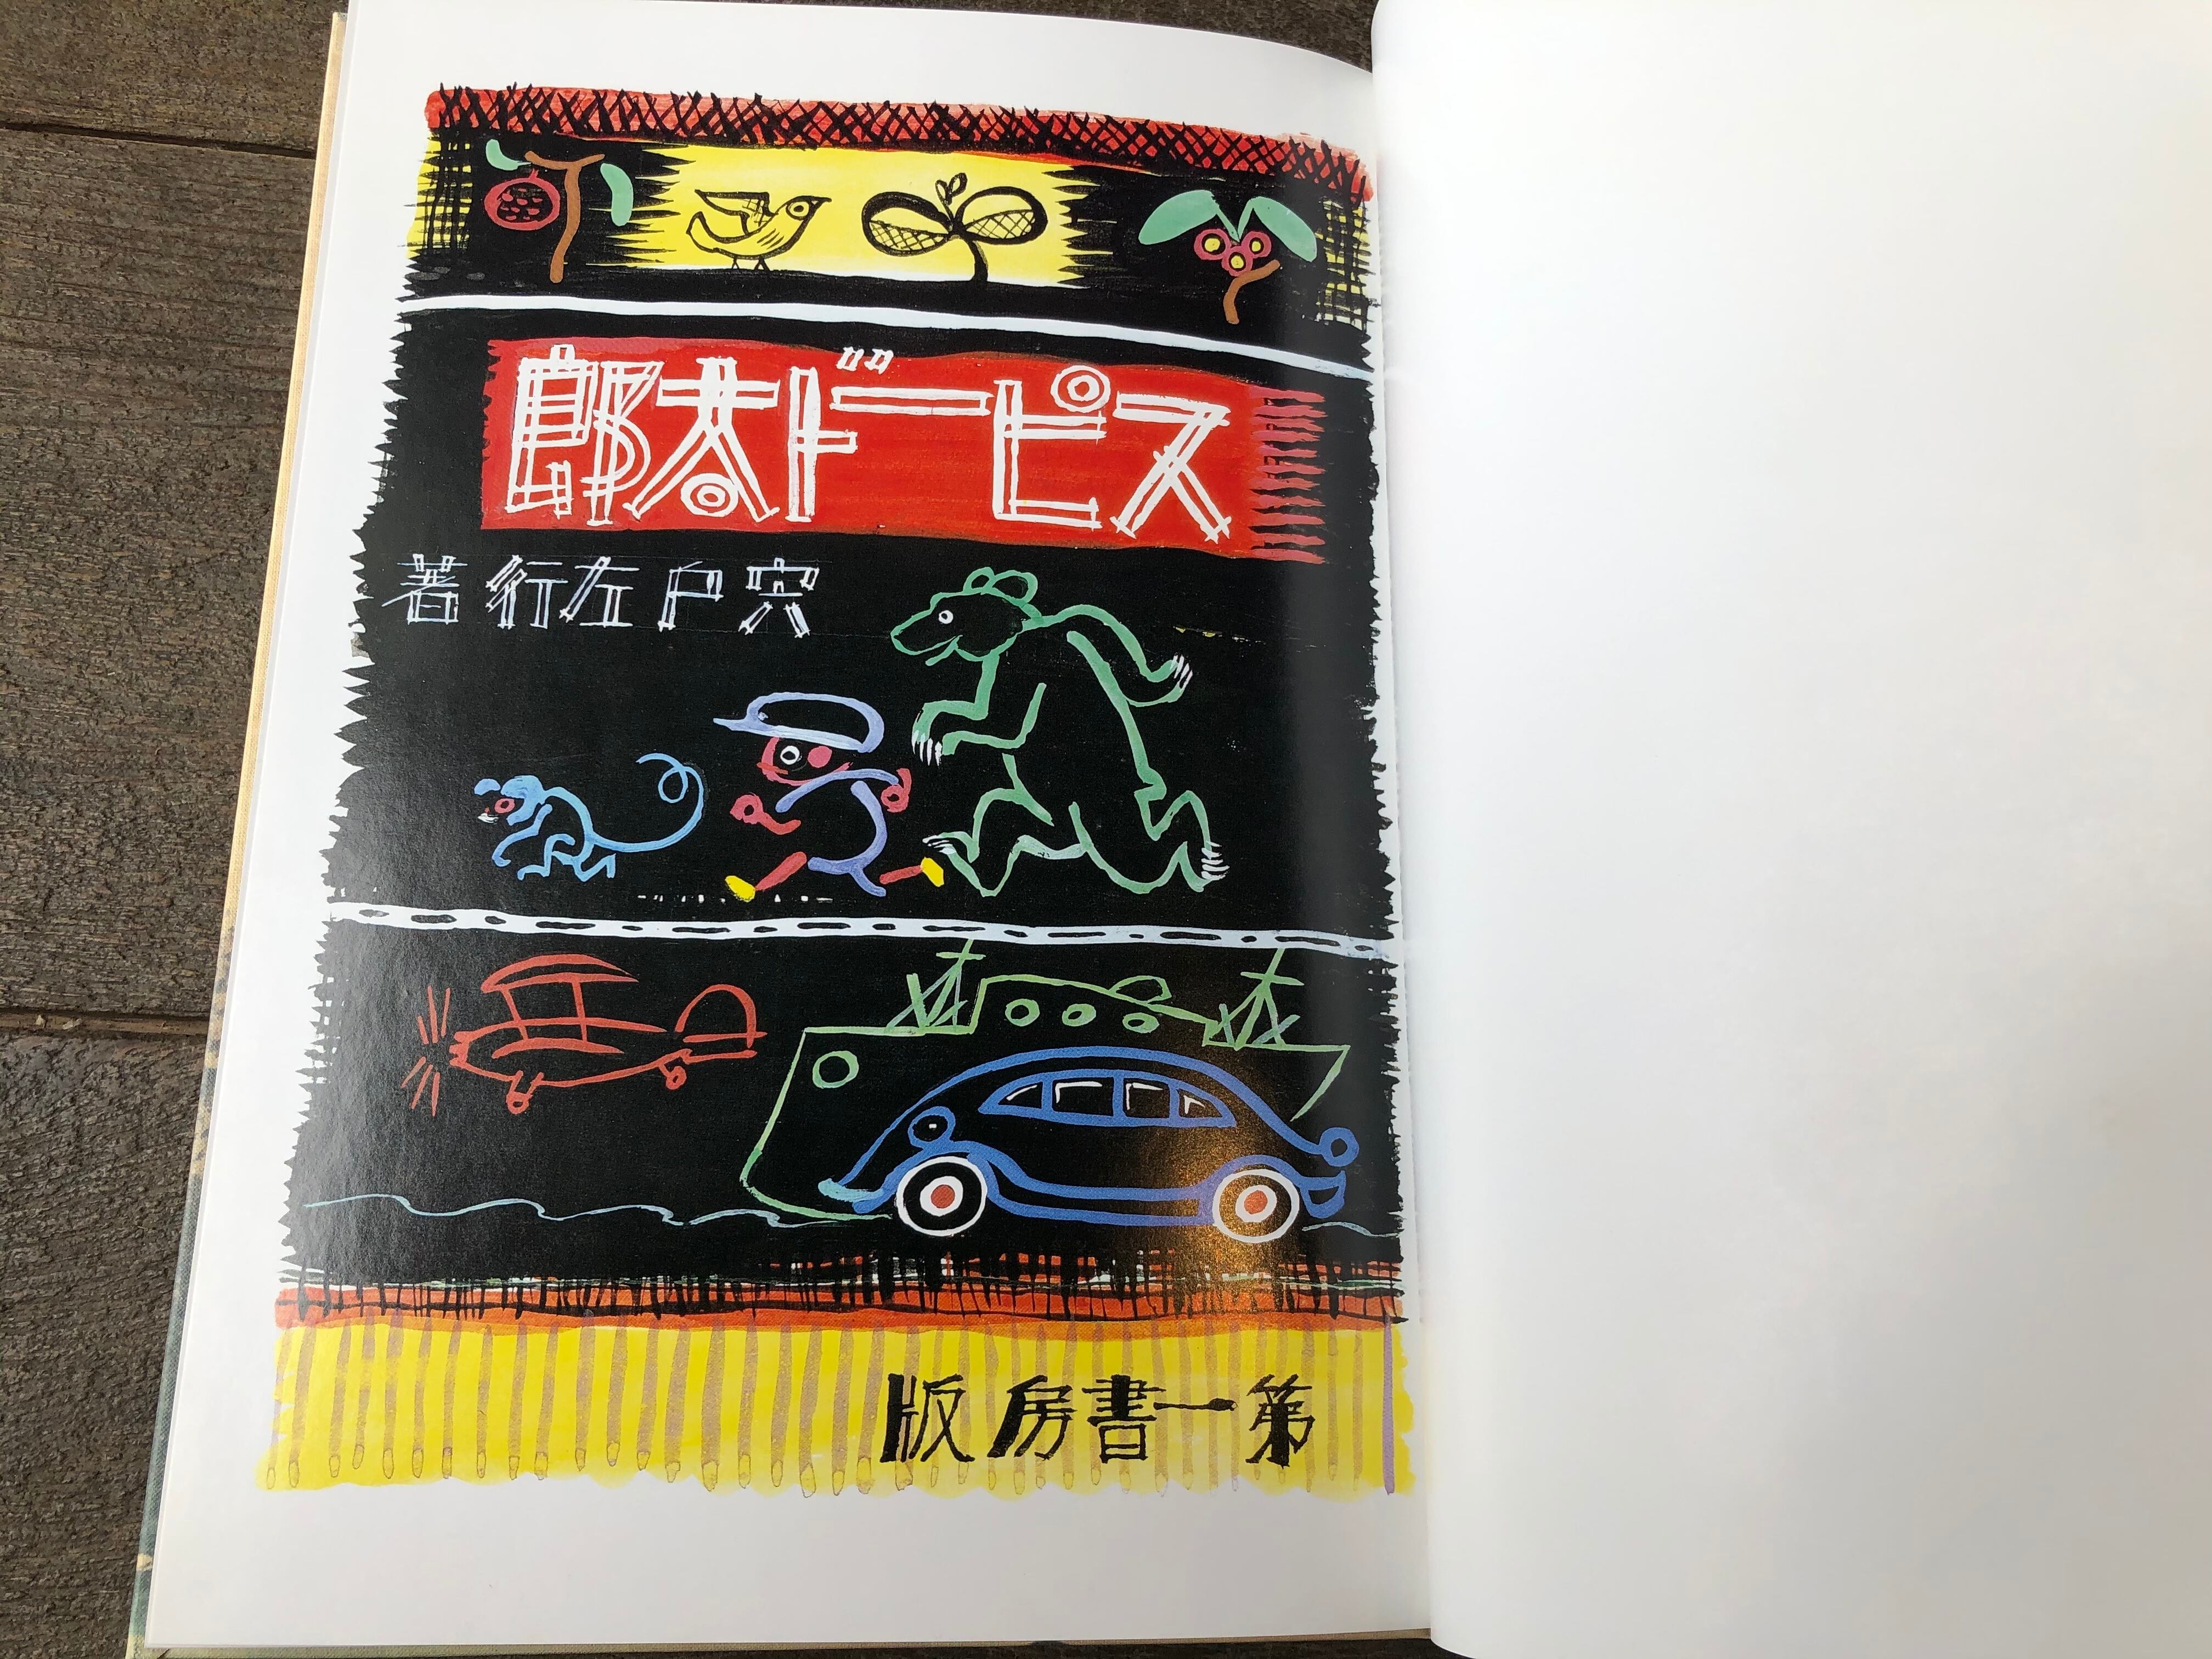 スピード太郎
宍戸左行著
第一書房版